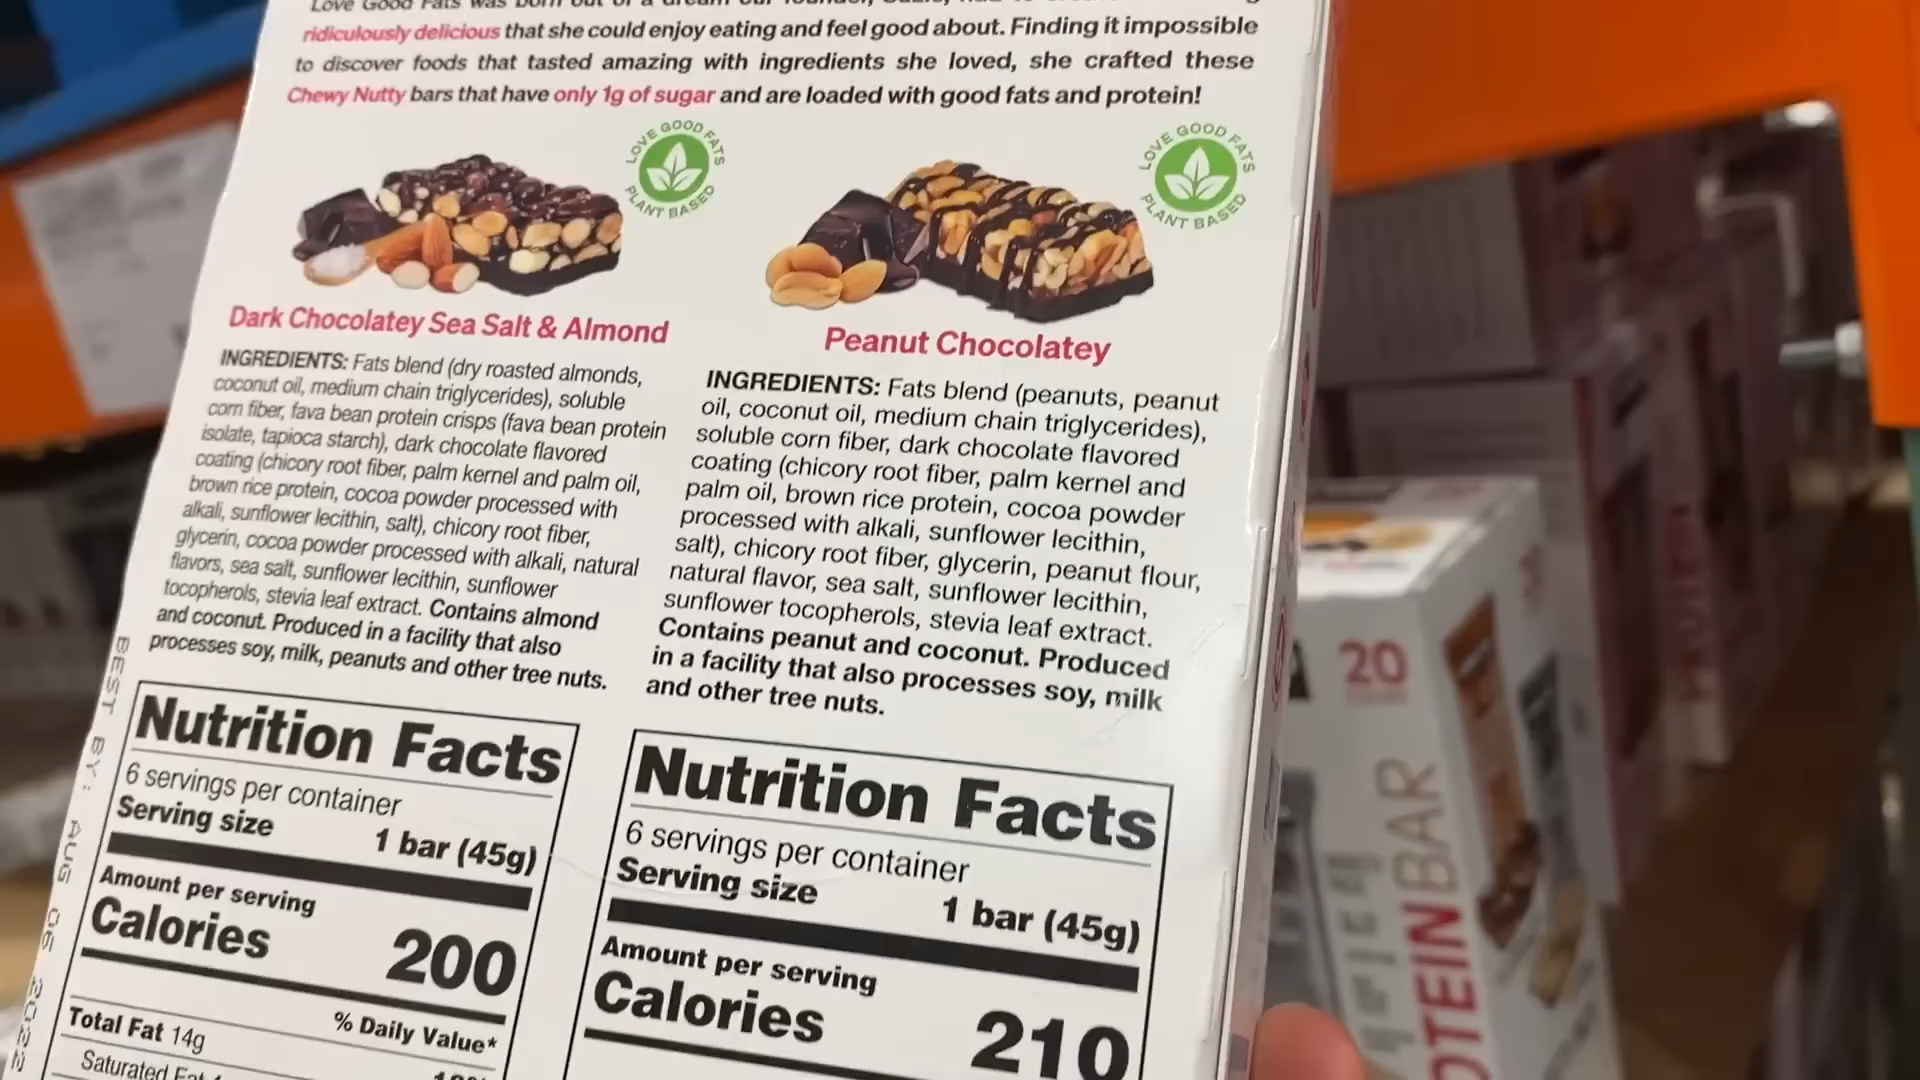 Love Good Fats was born out of a dream our founder, Suzie, had to
ridiculously delicious that she could enjoy eating and feel good about. Finding it impossible
to discover foods that tasted amazing with ingredients she loved, she crafted these
Chewy Nutty bars that have only 1g of sugar and are loaded with good fats and protein!
LOVE GOOD FATS
PLANT BASED
LOVE GOOD FATS
PLANT BASED
Dark Chocolatey Sea Salt & Almond
INGREDIENTS: Fats blend (dry roasted almonds,
coconut oil, medium chain triglycerides), soluble
corn fiber, fava bean protein crisps (fava bean protein
isolate, tapioca starch), dark chocolate flavored
coating (chicory root fiber, palm kernel and palm oil,
brown rice protein, cocoa powder processed with
alkali, sunflower lecithin, salt), chicory root fiber,
glycerin, cocoa powder processed with alkali, natural
flavors, sea salt, sunflower lecithin, sunflower
tocopherols, stevia leaf extract. Contains almond
and coconut. Produced in a facility that also
processes soy, milk, peanuts and other tree nuts.
Peanut Chocolatey
INGREDIENTS: Fats blend (peanuts, peanut
oil, coconut oil, medium chain triglycerides),
soluble corn fiber, dark chocolate flavored
coating (chicory root fiber, palm kernel and
palm oil, brown rice protein, cocoa powder
processed with alkali, sunflower lecithin,
salt), chicory root fiber, glycerin, peanut flour,
natural flavor, sea salt, sunflower lecithin,
sunflower tocopherols, stevia leaf extract.
Contains peanut and coconut. Produced
in a facility that also processes soy, milk
and other tree nuts.
BEST BY: AUG 06 2022
Nutrition Facts
6 servings per container
Serving size 1 bar (45g)
Amount per serving
Calories 200
% Daily Value*
Total Fat 14g
Saturated Fat
Nutrition Facts
6 servings per container
Serving size 1 bar (45g)
Amount per serving
Calories 210
20
PROTEIN BAR